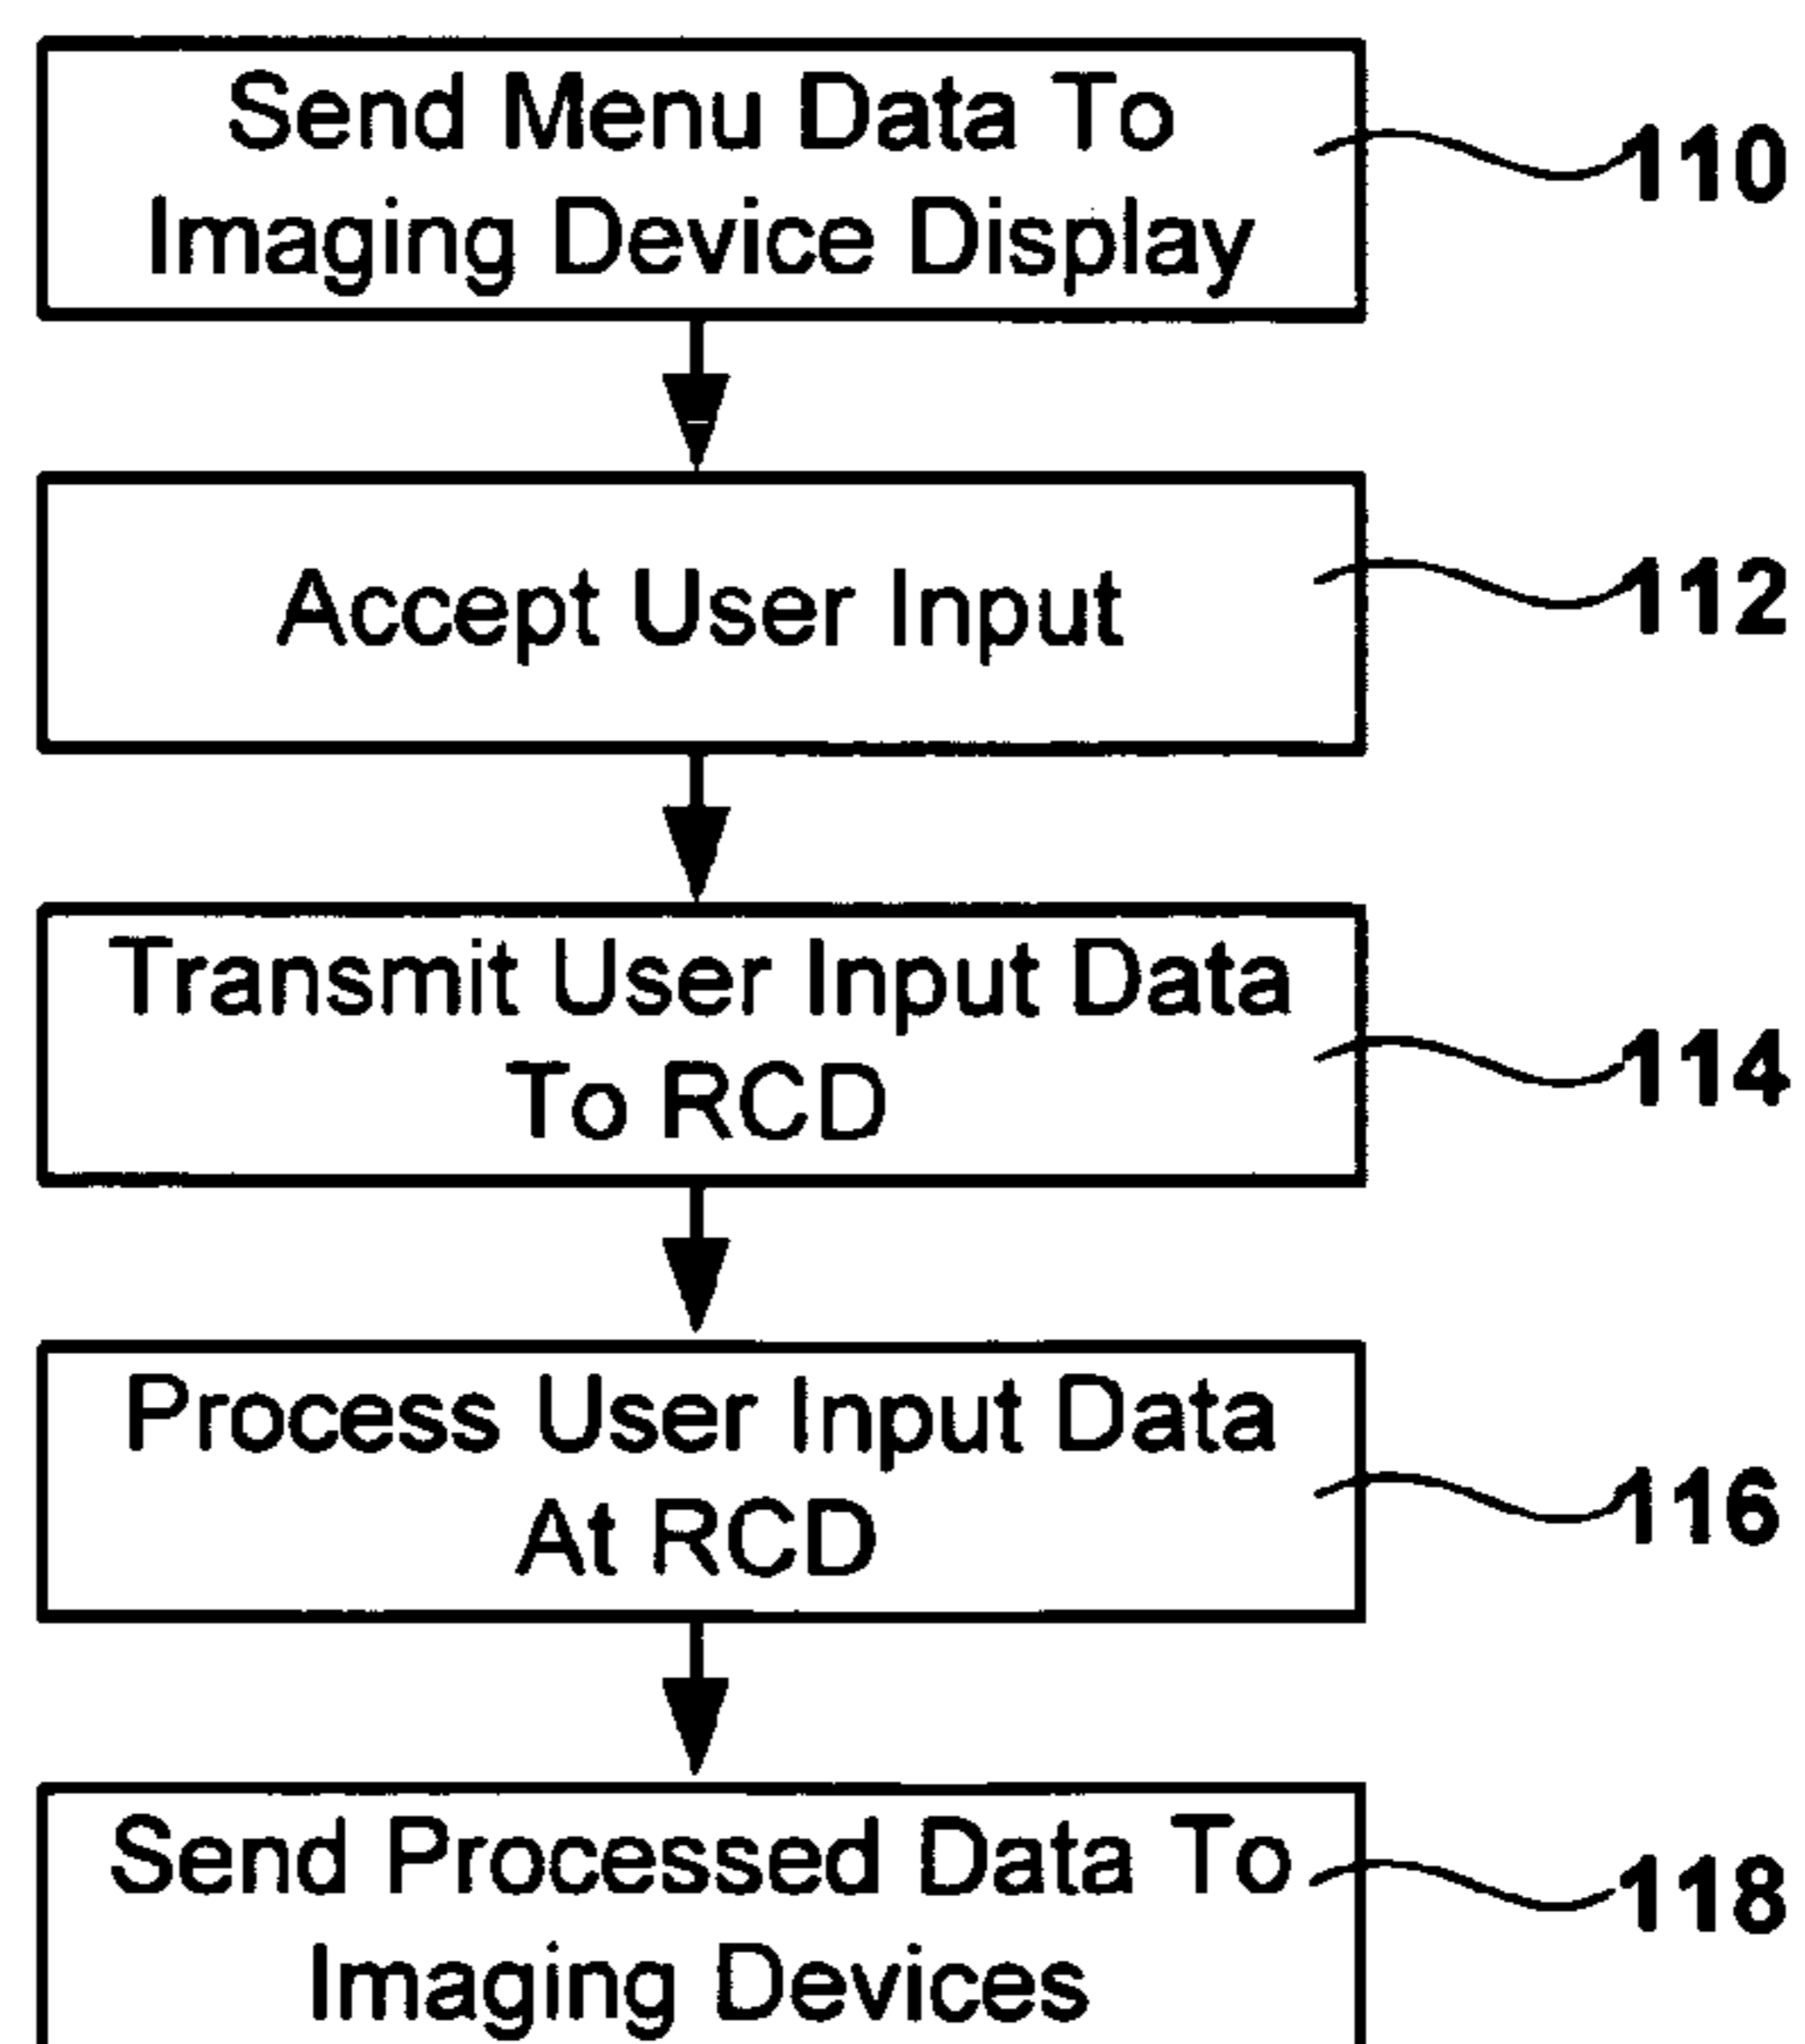 Send Menu Data To
Imaging Device Display
110
Accept User Input
112
Transmit User Input Data
To RCD
114
Process User Input Data
At RCD
116
Send Processed Data To
Imaging Devices
118